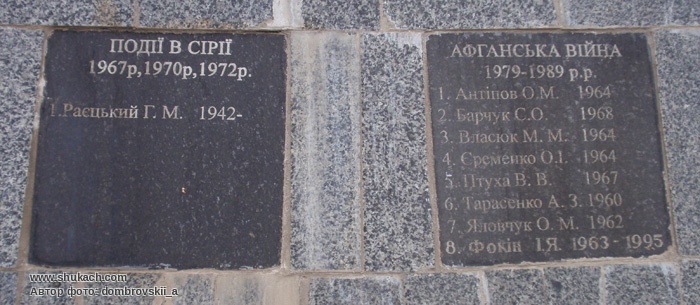 ПОДІЇ В СІРІЇ
1967р,1970р,1972р.
1.Раєцький Г. М. 1942-
АФГАНСЬКА ВІЙНА
1979-1989 р.р.
1. Антіпов О.М. 1964
2. Барчук С.О. 1968
3. Власюк М. М. 1964
4. Єременко О.І. 1964
5. Птуха В. В. 1967
6. Тарасенко А. З. 1960
7. Яловчук О. М. 1962
8. Фокін І.Я. 1963-1995
www.shukach.com
Автор фото- dombrovskii_a